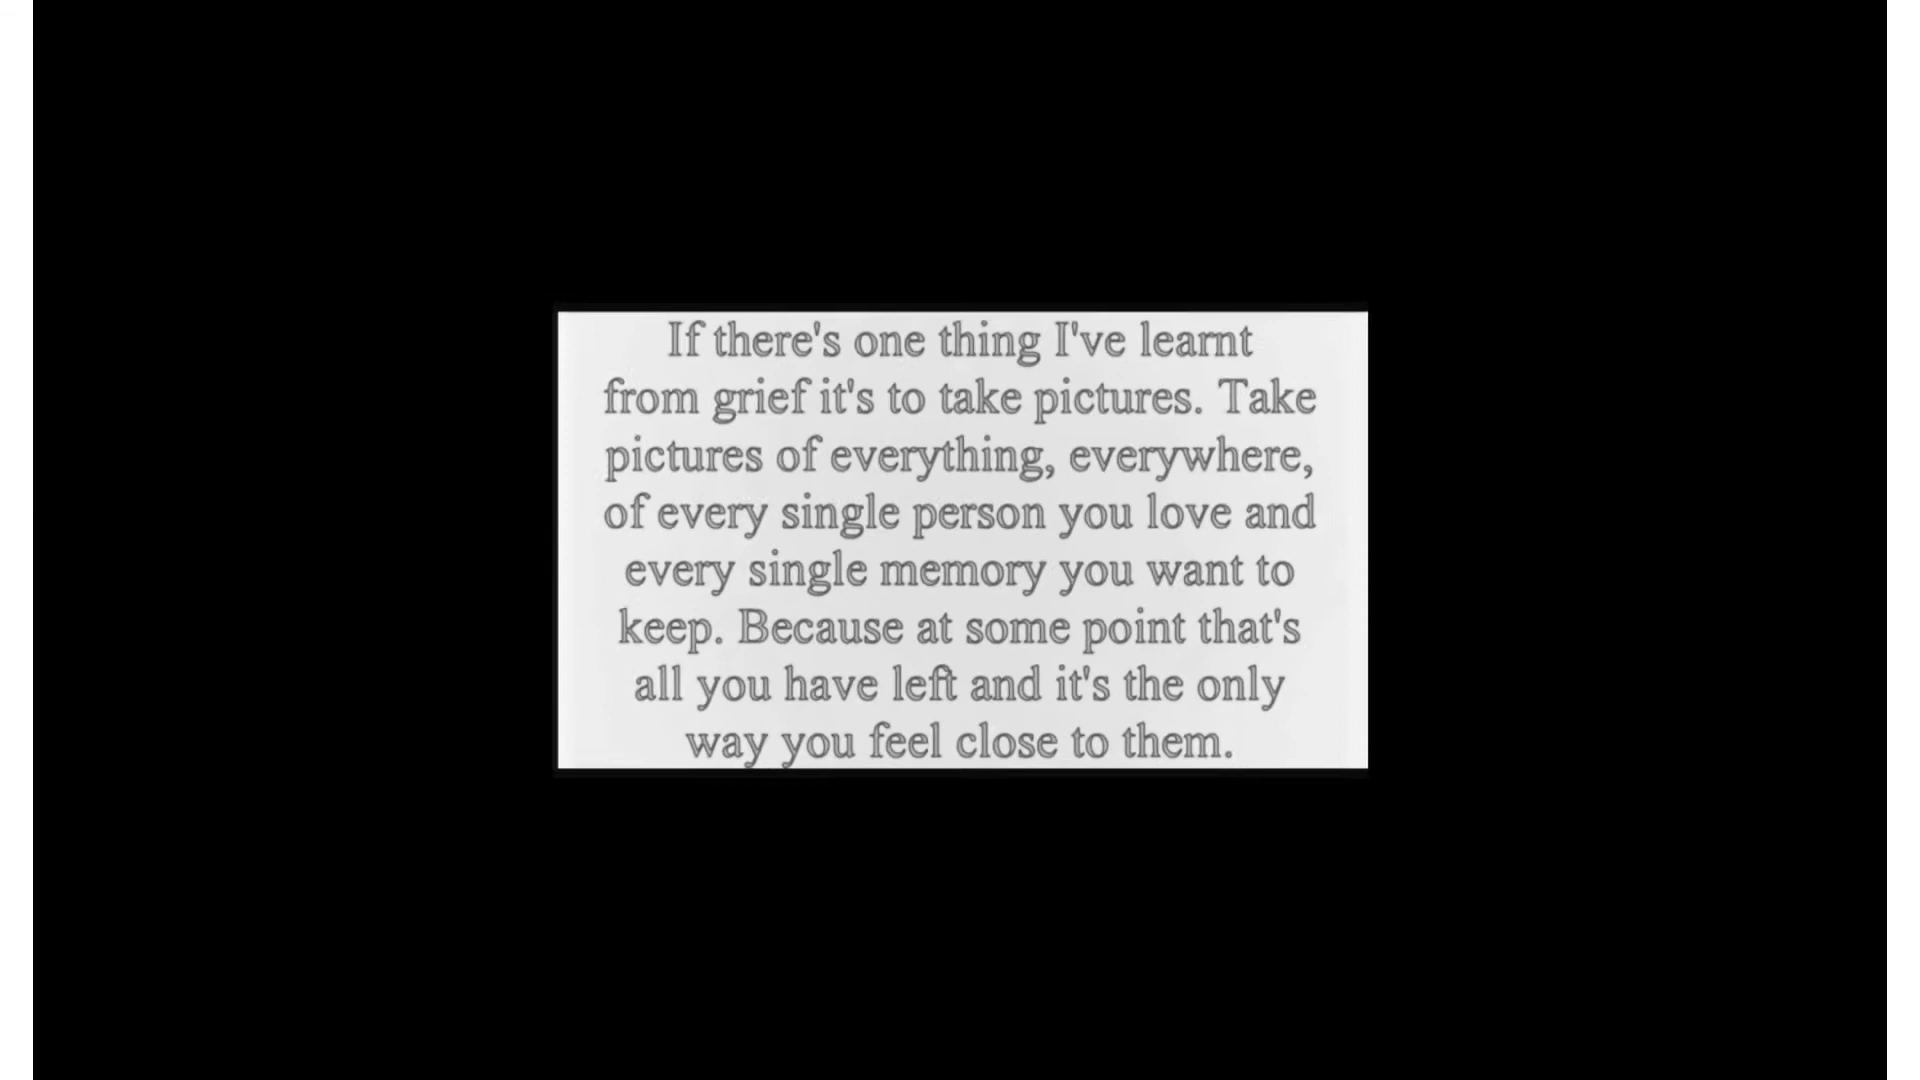 If there's one thing I've learnt
from grief it's to take pictures. Take
pictures of everything, everywhere,
of every single person you love and
every single memory you want to
keep. Because at some point that's
all you have left and it's the only
way you feel close to them.